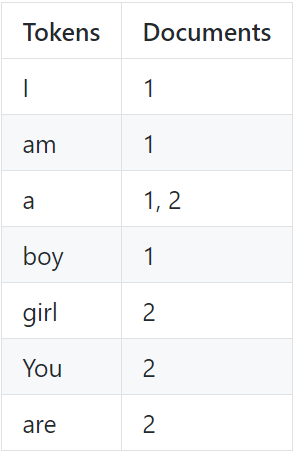 Tokens Documents
I 1
am 1
a 1, 2
boy 1
girl 2
You 2
are 2